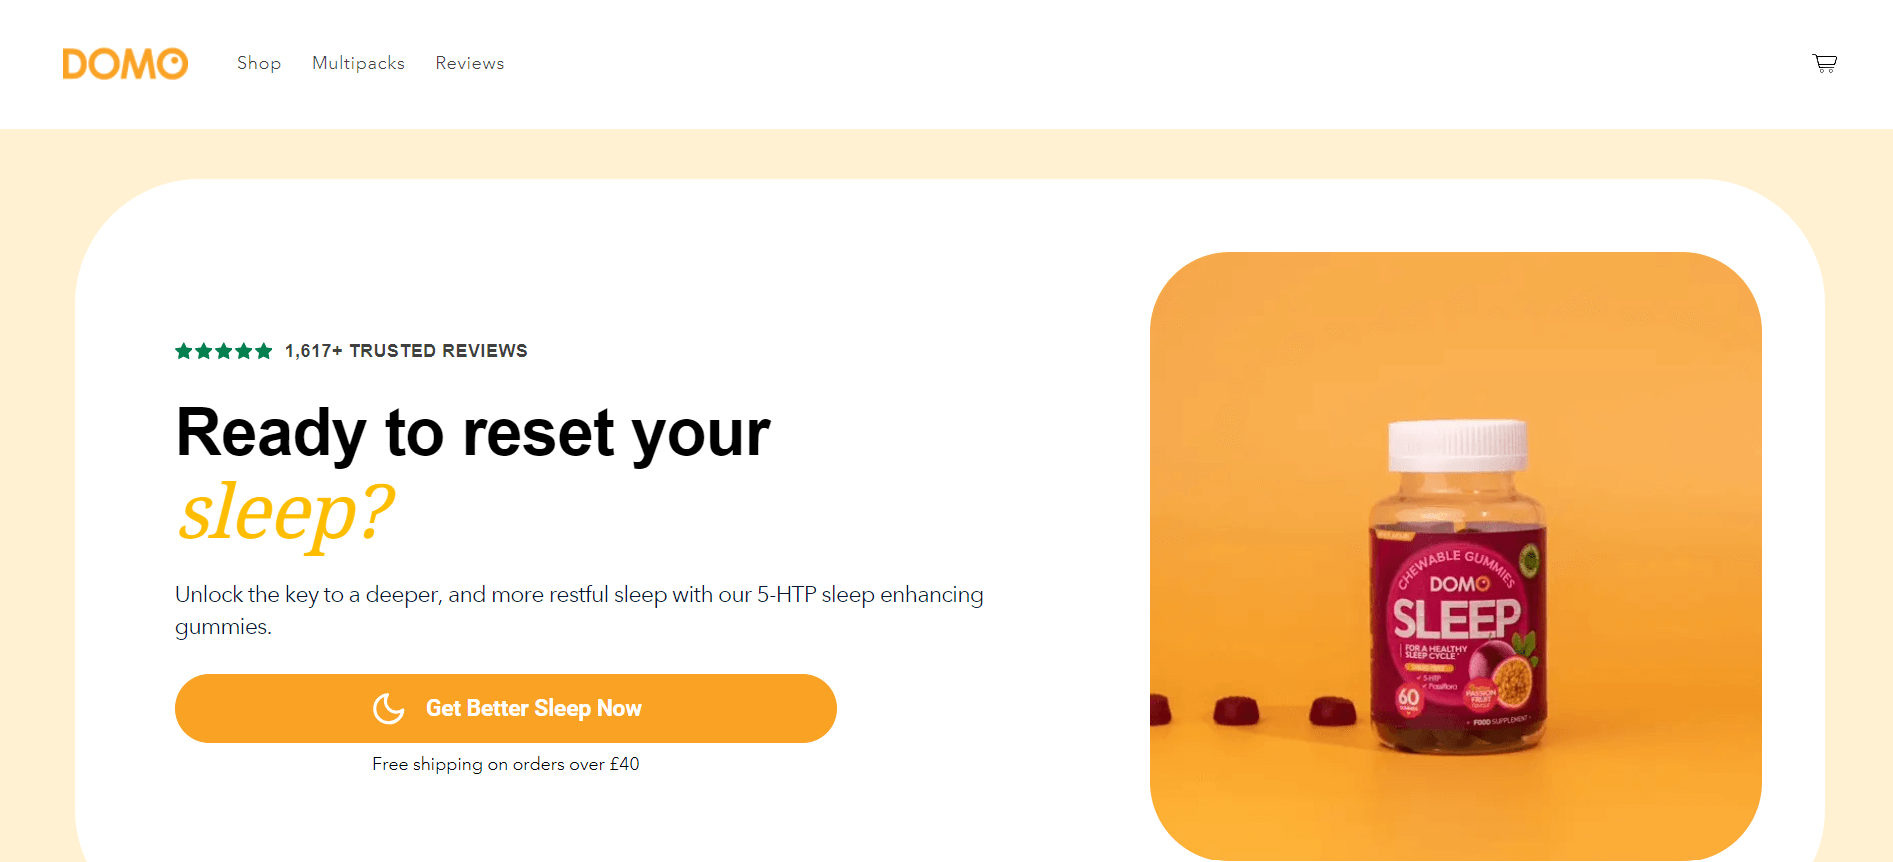 DOMO
Shop
Multipacks
Reviews
1,617+ TRUSTED REVIEWS
Ready to reset your
sleep?
Unlock the key to a deeper, and more restful sleep with our 5-HTP sleep enhancing
gummies.
Get Better Sleep Now
Free shipping on orders over £40
CHEWABLE GUMMIES
DOMO
SLEEP
FOR A HEALTHY
SLEEP CYCLE*
5-HTP
Passiflora
60
GUMMIES
PASSION
FRUIT
Flavour
FOOD SUPPLEMENT